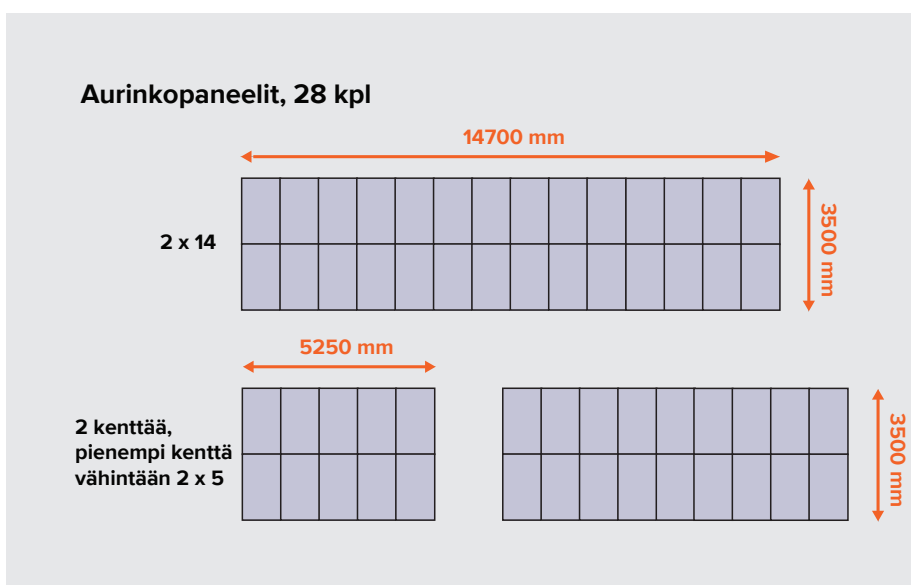 Aurinkopaneelit, 28 kpl
14700 mm
2 x 14
3500 mm
5250 mm
2 kenttää,
pienempi kenttä
vähintään 2 x 5
3500 mm